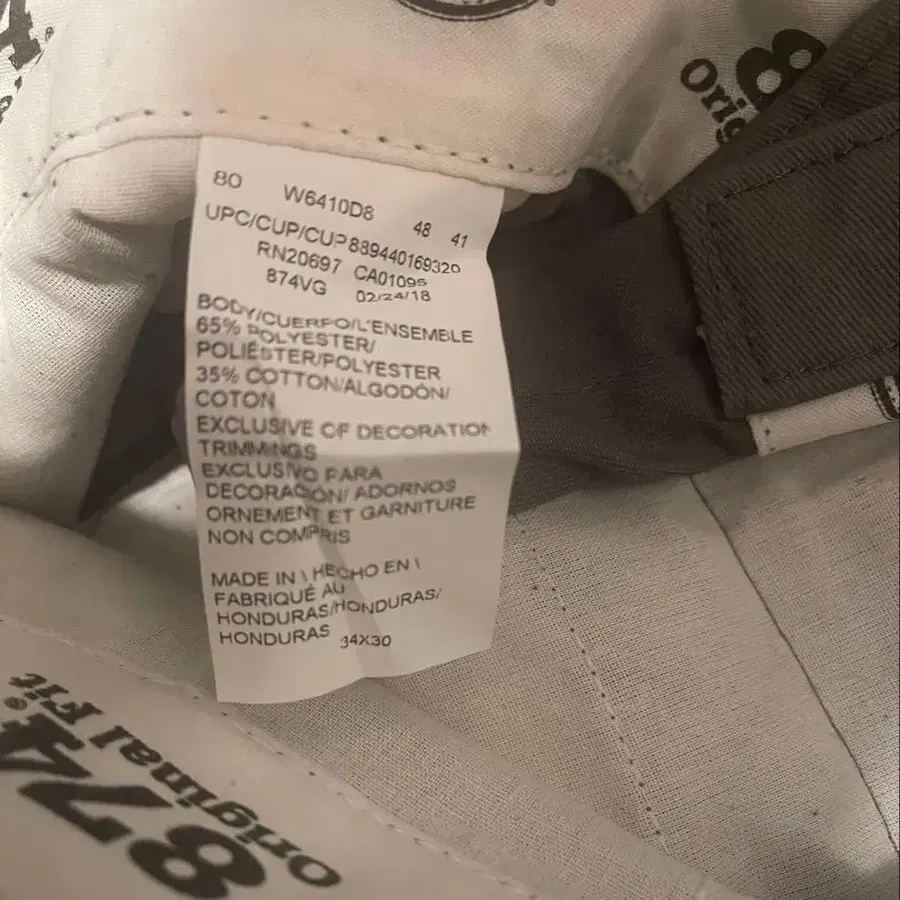 Orig
8
80 W6410D8 48 41
UPC/CUP/CUP 889440169320
RN20697 CA01095
874VG 02/24/18
BODY/CUERPO/L'ENSEMBLE
65% POLYESTER/
POLIÉSTER/POLYESTER
35% COTTON/ALGODÓN/
COTON
EXCLUSIVE OF DECORATION
TRIMMINGS
EXCLUSIVO PARA
DECORACIÓN/ ADORNOS
ORNEMENT ET GARNITURE
NON COMPRIS
MADE IN \ HECHO EN \
FABRIQUÉ AU
HONDURAS/HONDURAS/
HONDURAS 34X30
874®
Original Fit